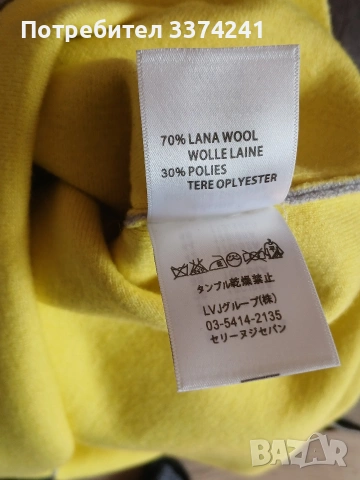 Потребител 3374241
70% LANA WOOL
WOLLE LAINE
30% POLIES
TERE OPLYESTER
タンブル乾燥禁止
LVJグループ(株)
03-5414-2135
セリーヌジセバン
BAZAR